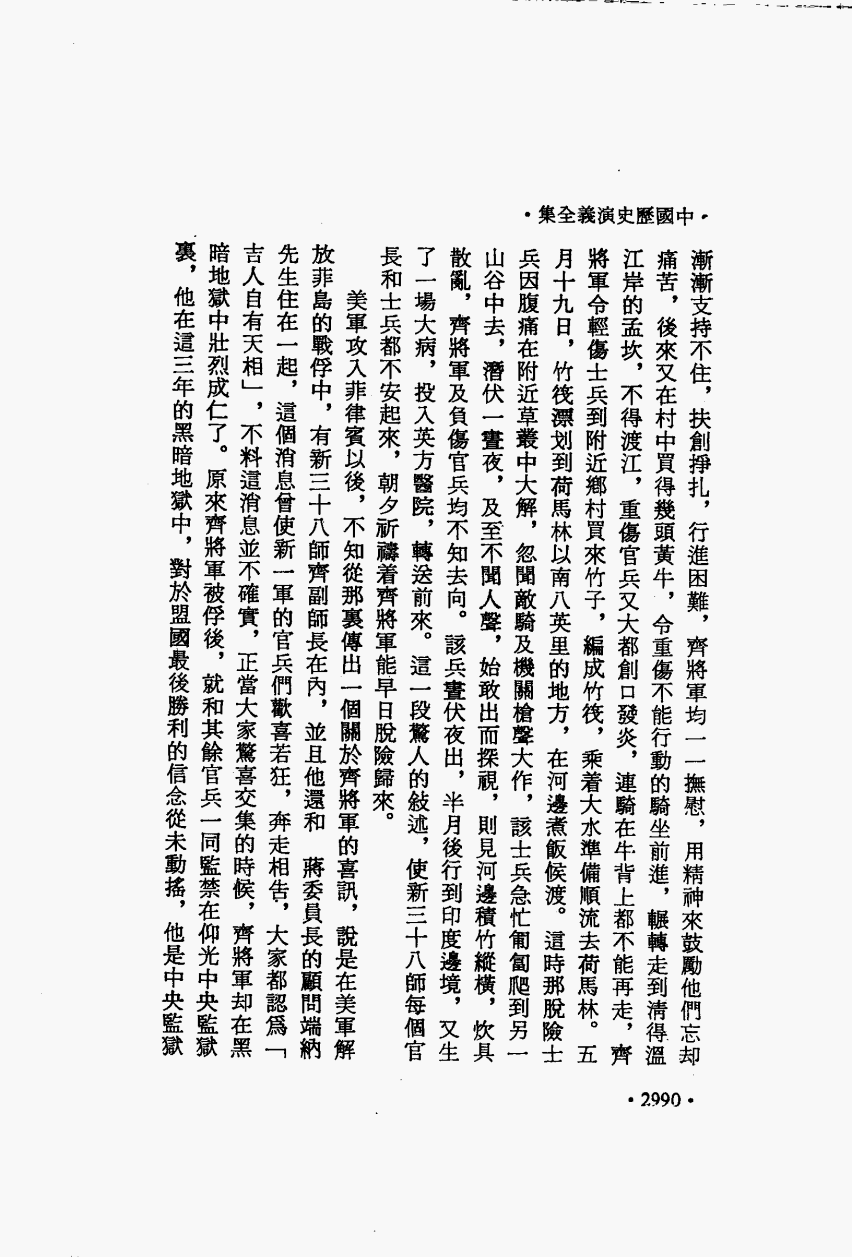 ・中國歷史演義全集・
漸漸支持不住，扶創掙扎，行進困難，齊將軍均一一撫慰，用精神來鼓勵他們忘却
痛苦，後來又在村中買得幾頭黃牛，令重傷不能行動的騎坐前進，輾轉走到淸得溫
江岸的孟坎，不得渡江，重傷官兵又大都創口發炎，連騎在牛背上都不能再走，齊
將軍令輕傷士兵到附近鄉村買來竹子，編成竹筏，乘着大水準備順流去荷馬林。五
月十九日，竹筏漂划到荷馬林以南八英里的地方，在河邊煮飯候渡。這時那脫險士
兵因腹痛在附近草叢中大解，忽聞敵騎及機關槍聲大作，該士兵急忙匍匐爬到另一
山谷中去，潛伏一晝夜，及至不聞人聲，始敢出而探視，則見河邊積竹縱橫，炊具
散亂，齊將軍及負傷官兵均不知去向。該兵晝伏夜出，半月後行到印度邊境，又生
了一場大病，投入英方醫院，轉送前來。這一段驚人的敍述，使新三十八師每個官
長和士兵都不安起來，朝夕祈禱着齊將軍能早日脫險歸來。
美軍攻入菲律賓以後，不知從那裏傳出一個關於齊將軍的喜訊，說是在美軍解
放菲島的戰俘中，有新三十八師齊副師長在內，並且他還和　蔣委員長的顧問端納
先生住在一起，這個消息曾使新一軍的官兵們歡喜若狂，奔走相告，大家都認爲「
吉人自有天相」，不料這消息並不確實，正當大家驚喜交集的時候，齊將軍却在黑
暗地獄中壯烈成仁了。原來齊將軍被俘後，就和其餘官兵一同監禁在仰光中央監獄
裏，他在這三年的黑暗地獄中，對於盟國最後勝利的信念從未動搖，他是中央監獄
・2990・